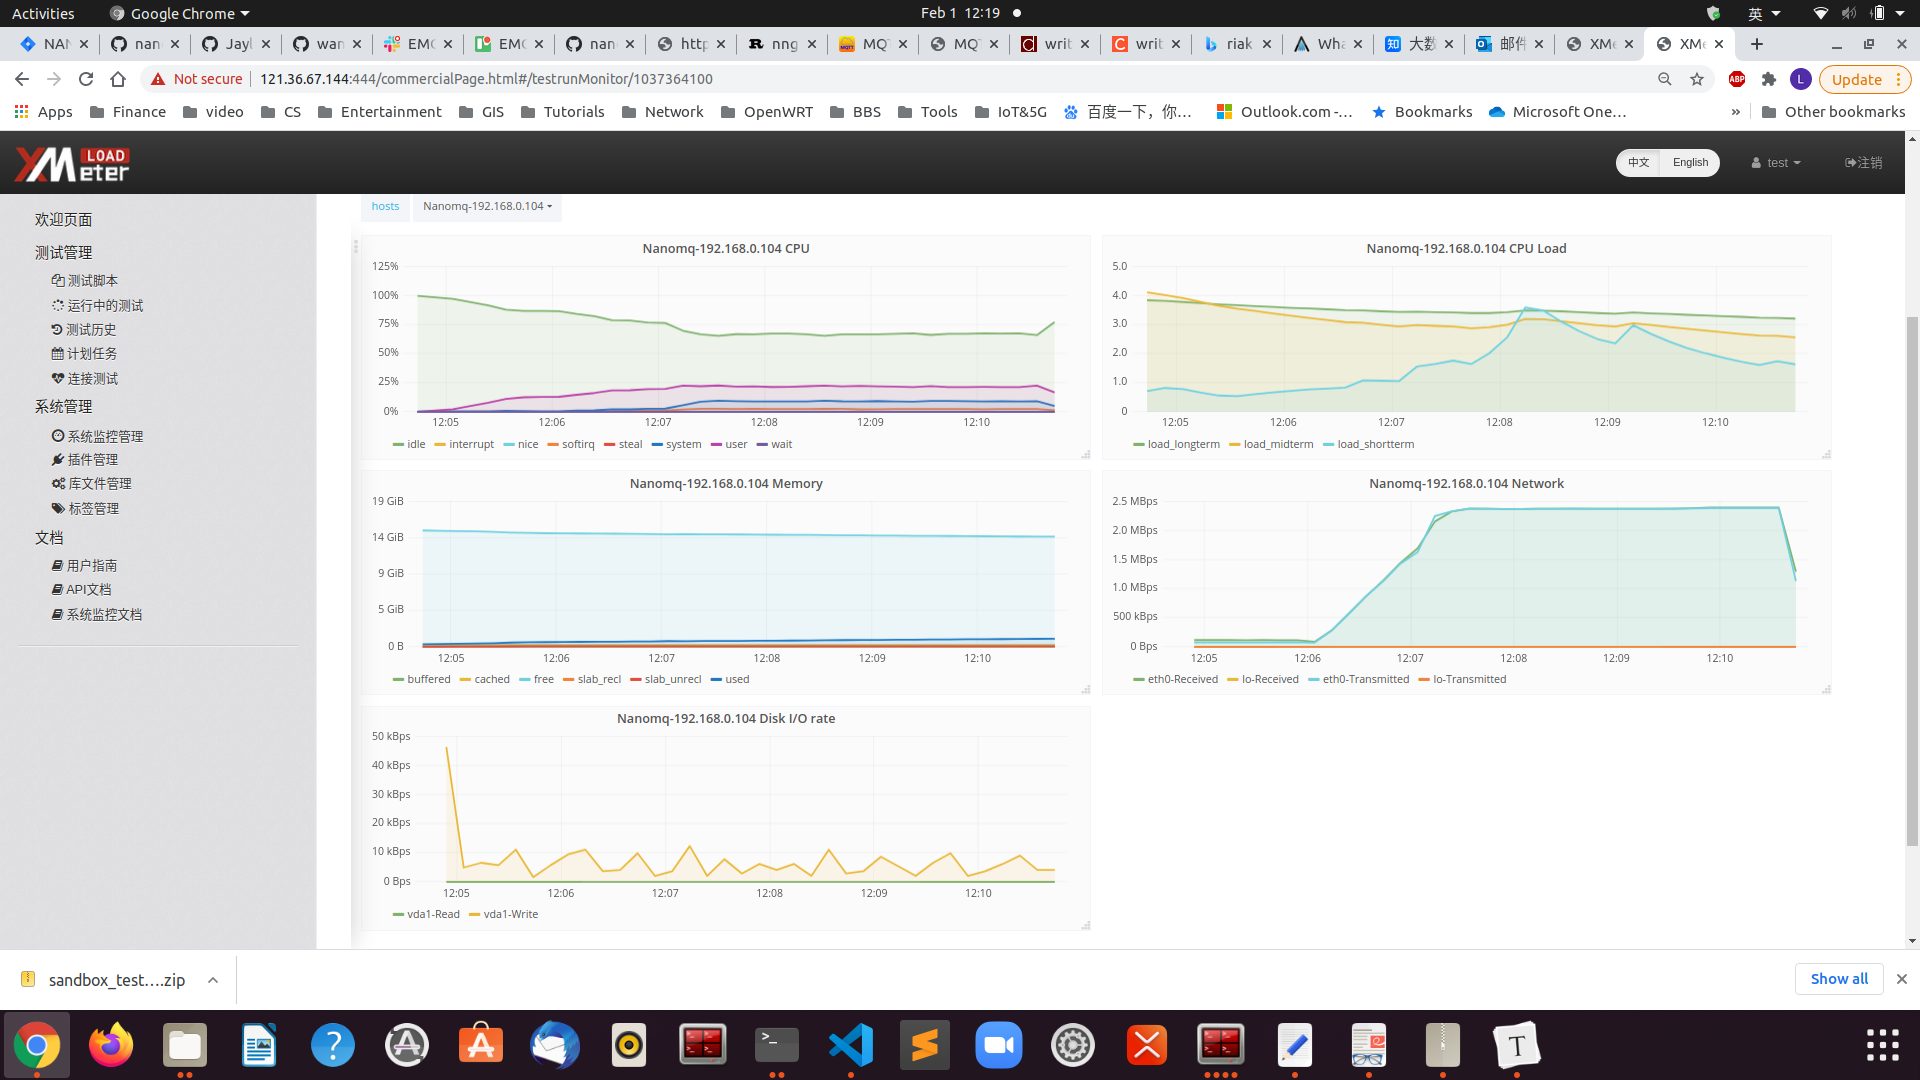 Activities Google Chrome Feb 1 12:19 英
NAN nan Jayl wan EMC EMC nan http nng MQT MQT writ writ riak Wha 大数 邮件 XMe XMe
Not secure 121.36.67.144:444/commercialPage.html#/testrunMonitor/1037364100 ABP L Update
Apps Finance video CS Entertainment GIS Tutorials Network OpenWRT BBS Tools IoT&5G 百度一下，你… Outlook.com -… Bookmarks Microsoft One… » Other bookmarks
XMeter LOAD 中文 English test 注销
欢迎页面
测试管理
测试脚本
运行中的测试
测试历史
计划任务
连接测试
系统管理
系统监控管理
插件管理
库文件管理
标签管理
文档
用户指南
API文档
系统监控文档
hosts Nanomq-192.168.0.104
Nanomq-192.168.0.104 CPU
125%
100%
75%
50%
25%
0%
12:05 12:06 12:07 12:08 12:09 12:10
idle interrupt nice softirq steal system user wait
Nanomq-192.168.0.104 CPU Load
5.0
4.0
3.0
2.0
1.0
0
12:05 12:06 12:07 12:08 12:09 12:10
load_longterm load_midterm load_shortterm
Nanomq-192.168.0.104 Memory
19 GiB
14 GiB
9 GiB
5 GiB
0 B
12:05 12:06 12:07 12:08 12:09 12:10
buffered cached free slab_recl slab_unrecl used
Nanomq-192.168.0.104 Network
2.5 MBps
2.0 MBps
1.5 MBps
1.0 MBps
500 kBps
0 Bps
12:05 12:06 12:07 12:08 12:09 12:10
eth0-Received lo-Received eth0-Transmitted lo-Transmitted
Nanomq-192.168.0.104 Disk I/O rate
50 kBps
40 kBps
30 kBps
20 kBps
10 kBps
0 Bps
12:05 12:06 12:07 12:08 12:09 12:10
vda1-Read vda1-Write
sandbox_test….zip Show all